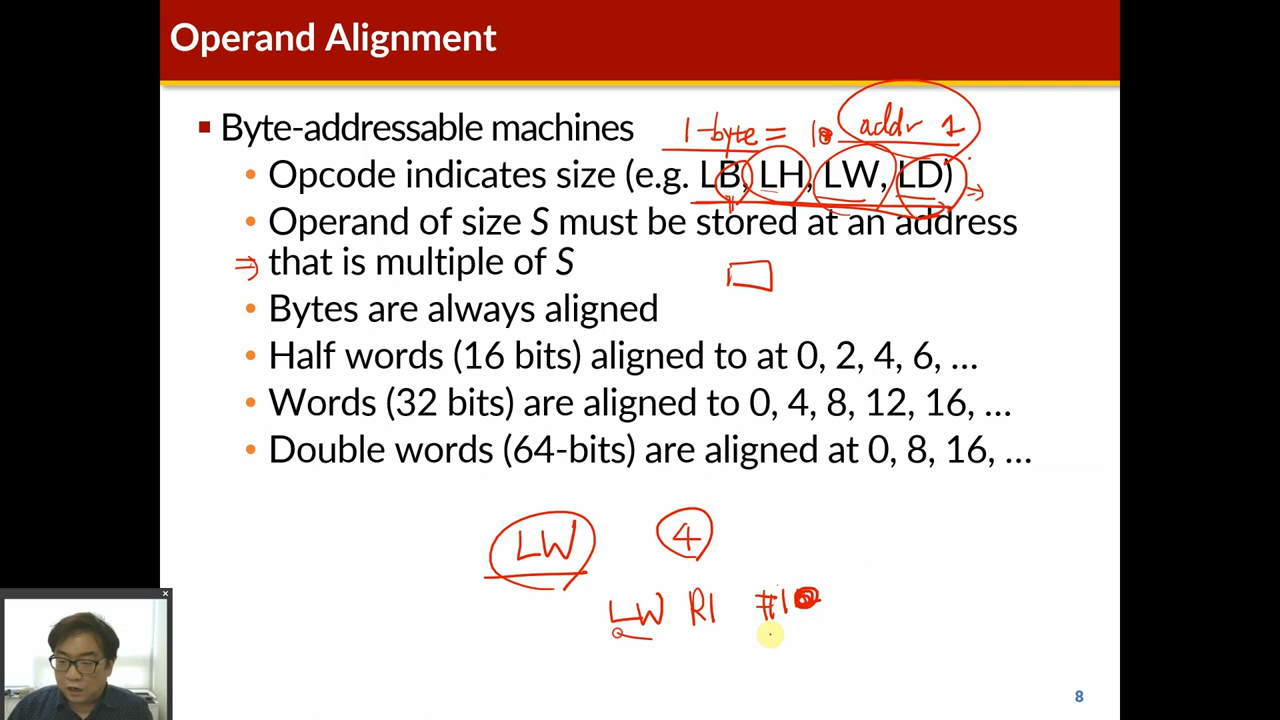 Operand Alignment
▪ Byte-addressable machines 1-byte = 1 addr 1
• Opcode indicates size (e.g. LB, LH, LW, LD)
• Operand of size S must be stored at an address
⇒ that is multiple of S
• Bytes are always aligned
• Half words (16 bits) aligned to at 0, 2, 4, 6, ...
• Words (32 bits) are aligned to 0, 4, 8, 12, 16, ...
• Double words (64-bits) are aligned at 0, 8, 16, ...
LW 4
LW R1 #1
8